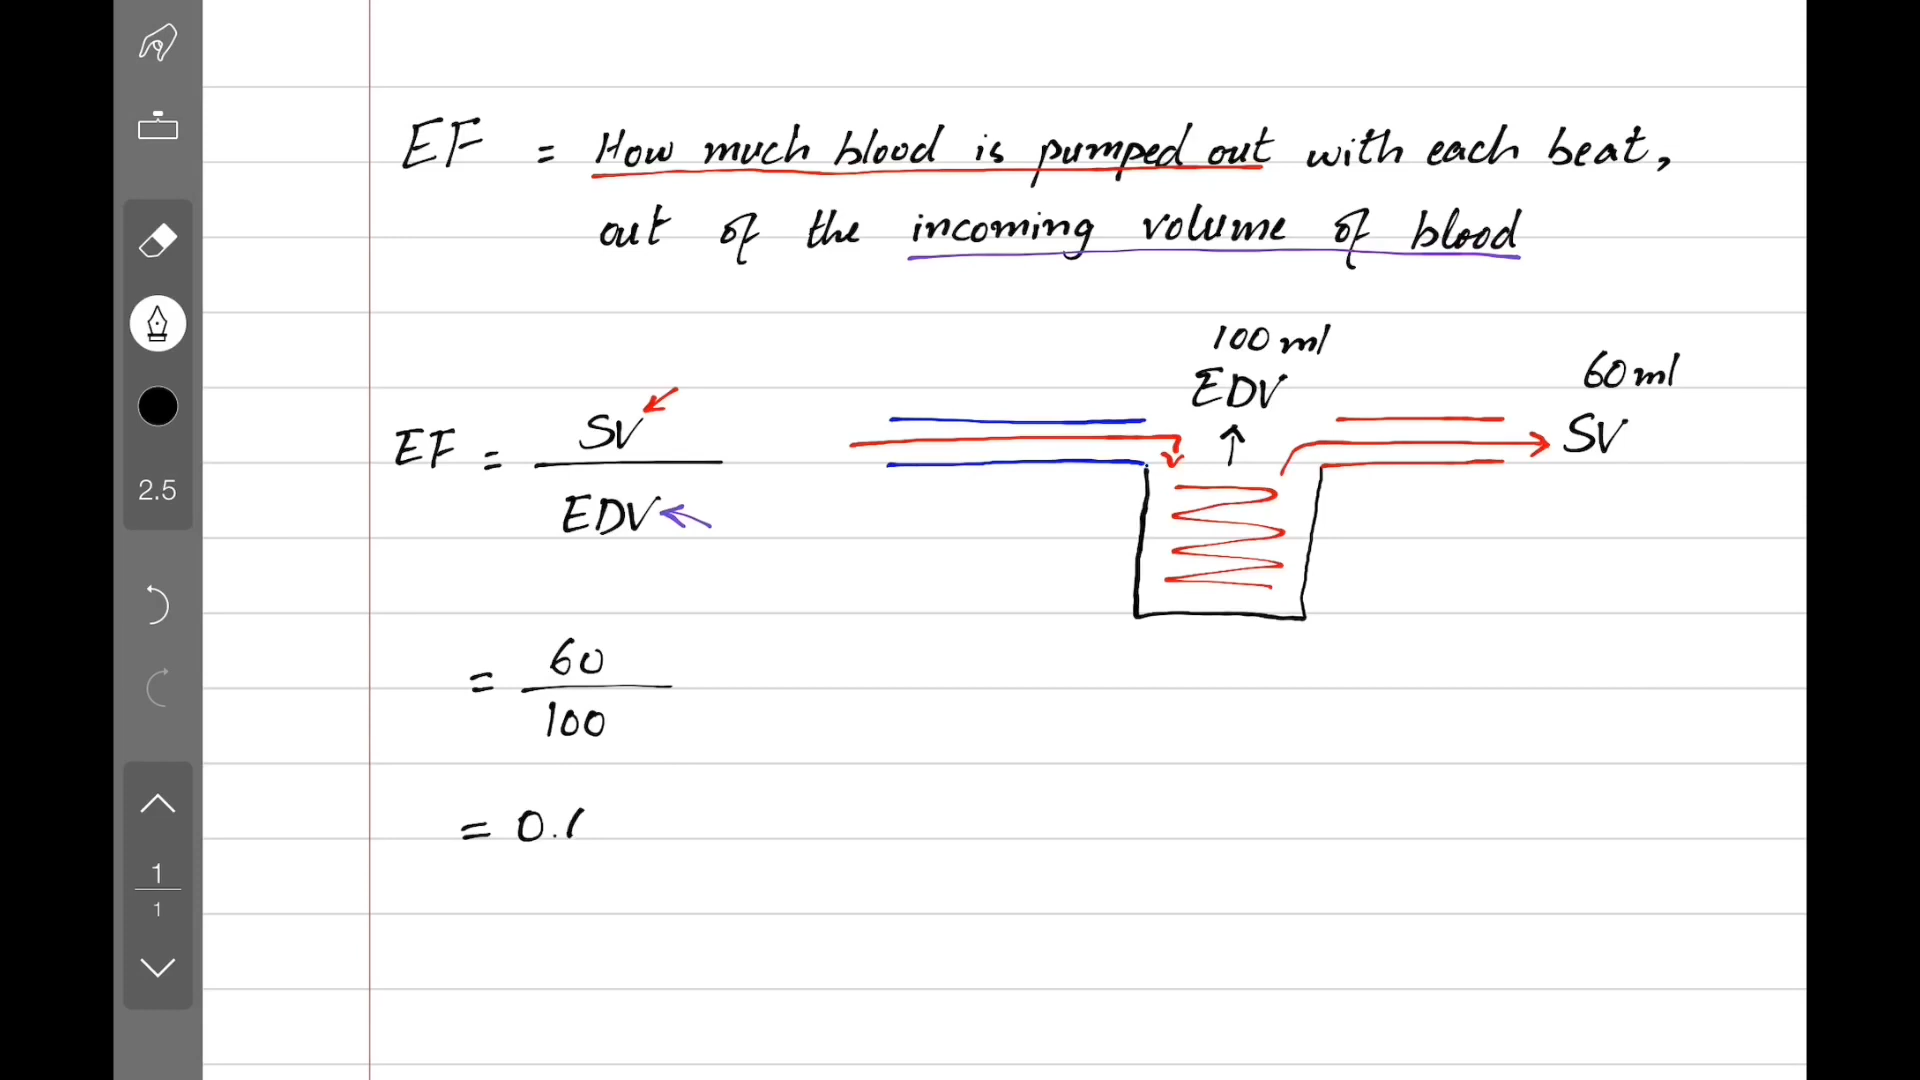 EF = How much blood is pumped out with each beat,
out of the incoming volume of blood
100 ml
EDV
60 ml
SV
EF = SV
EDV
= 60
100
= 0.
2.5
1
1